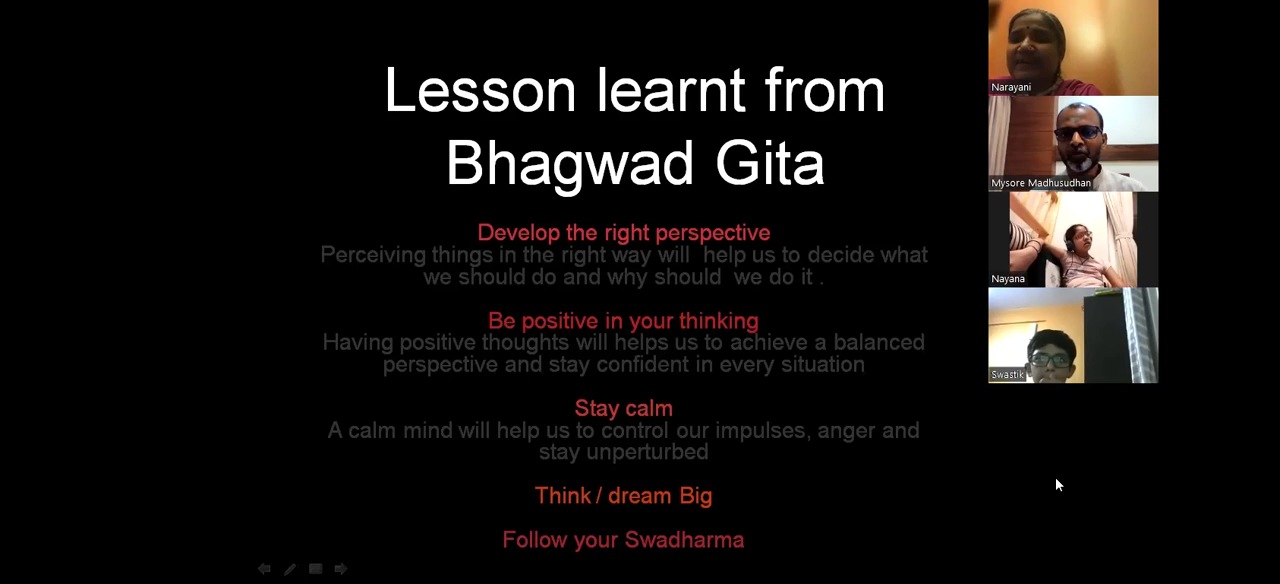 Lesson learnt from
Bhagwad Gita
Develop the right perspective
Perceiving things in the right way will help us to decide what
we should do and why should we do it .
Be positive in your thinking
Having positive thoughts will helps us to achieve a balanced
perspective and stay confident in every situation
Stay calm
A calm mind will help us to control our impulses, anger and
stay unperturbed
Think / dream Big
Follow your Swadharma
Narayani
Mysore Madhusudhan
Nayana
Swastik